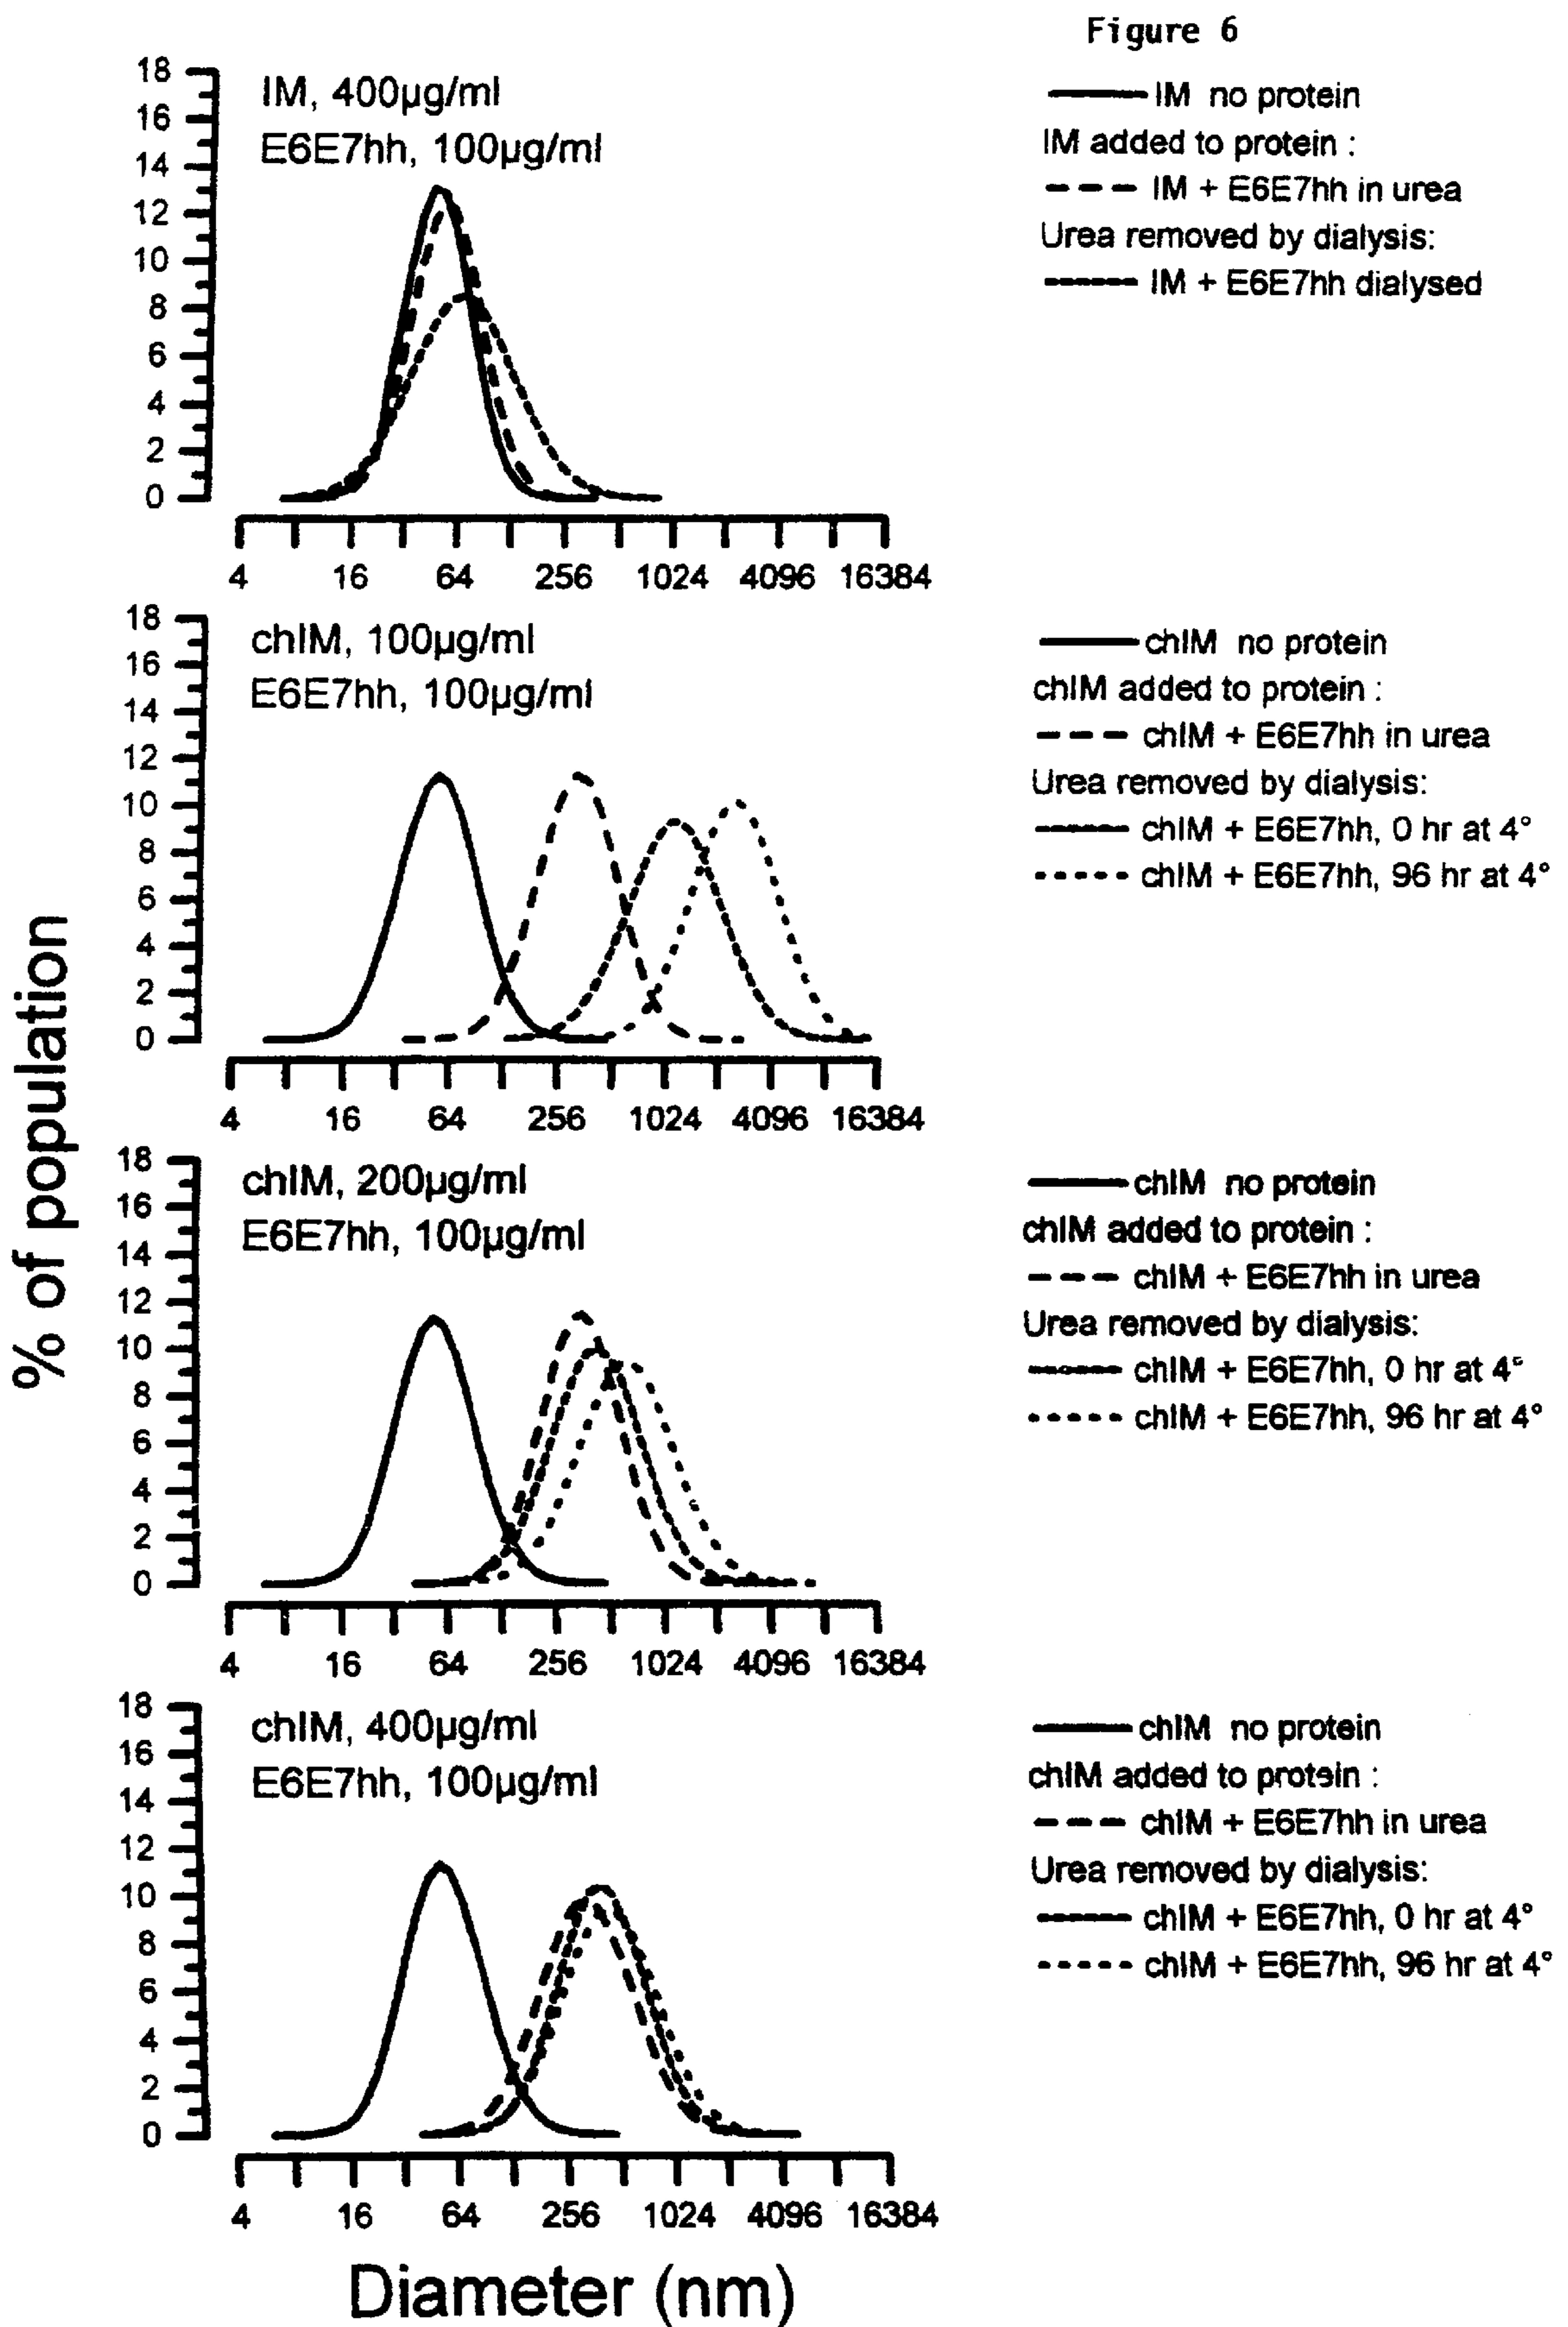 Figure 6
% of population
18
16
14
12
10
8
6
4
2
0
IM, 400µg/ml
E6E7hh, 100µg/ml
4 16 64 256 1024 4096 16384
IM no protein
IM added to protein :
IM + E6E7hh in urea
Urea removed by dialysis:
IM + E6E7hh dialysed
18
16
14
12
10
8
6
4
2
0
chIM, 100µg/ml
E6E7hh, 100µg/ml
4 16 64 256 1024 4096 16384
chIM no protein
chIM added to protein :
chIM + E6E7hh in urea
Urea removed by dialysis:
chIM + E6E7hh, 0 hr at 4°
chIM + E6E7hh, 96 hr at 4°
18
16
14
12
10
8
6
4
2
0
chIM, 200µg/ml
E6E7hh, 100µg/ml
4 16 64 256 1024 4096 16384
chIM no protein
chIM added to protein :
chIM + E6E7hh in urea
Urea removed by dialysis:
chIM + E6E7hh, 0 hr at 4°
chIM + E6E7hh, 96 hr at 4°
18
16
14
12
10
8
6
4
2
0
chIM, 400µg/ml
E6E7hh, 100µg/ml
4 16 64 256 1024 4096 16384
chIM no protein
chIM added to protein :
chIM + E6E7hh in urea
Urea removed by dialysis:
chIM + E6E7hh, 0 hr at 4°
chIM + E6E7hh, 96 hr at 4°
Diameter (nm)